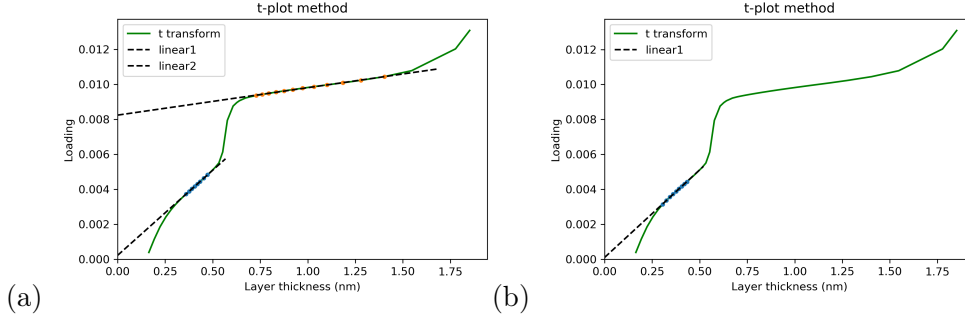 t-plot method
t transform
linear1
linear2
Loading
0.012
0.010
0.008
0.006
0.004
0.002
0.000
0.00 0.25 0.50 0.75 1.00 1.25 1.50 1.75
Layer thickness (nm)
(a)
t-plot method
t transform
linear1
Loading
0.012
0.010
0.008
0.006
0.004
0.002
0.000
0.00 0.25 0.50 0.75 1.00 1.25 1.50 1.75
Layer thickness (nm)
(b)